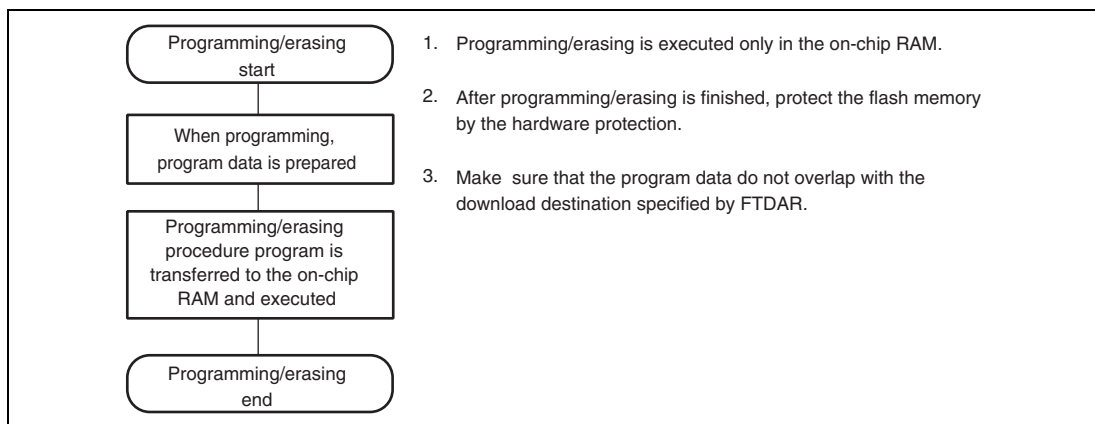 Programming/erasing
start
When programming,
program data is prepared
Programming/erasing
procedure program is
transferred to the on-chip
RAM and executed
Programming/erasing
end
1. Programming/erasing is executed only in the on-chip RAM.
2. After programming/erasing is finished, protect the flash memory
by the hardware protection.
3. Make sure that the program data do not overlap with the
download destination specified by FTDAR.